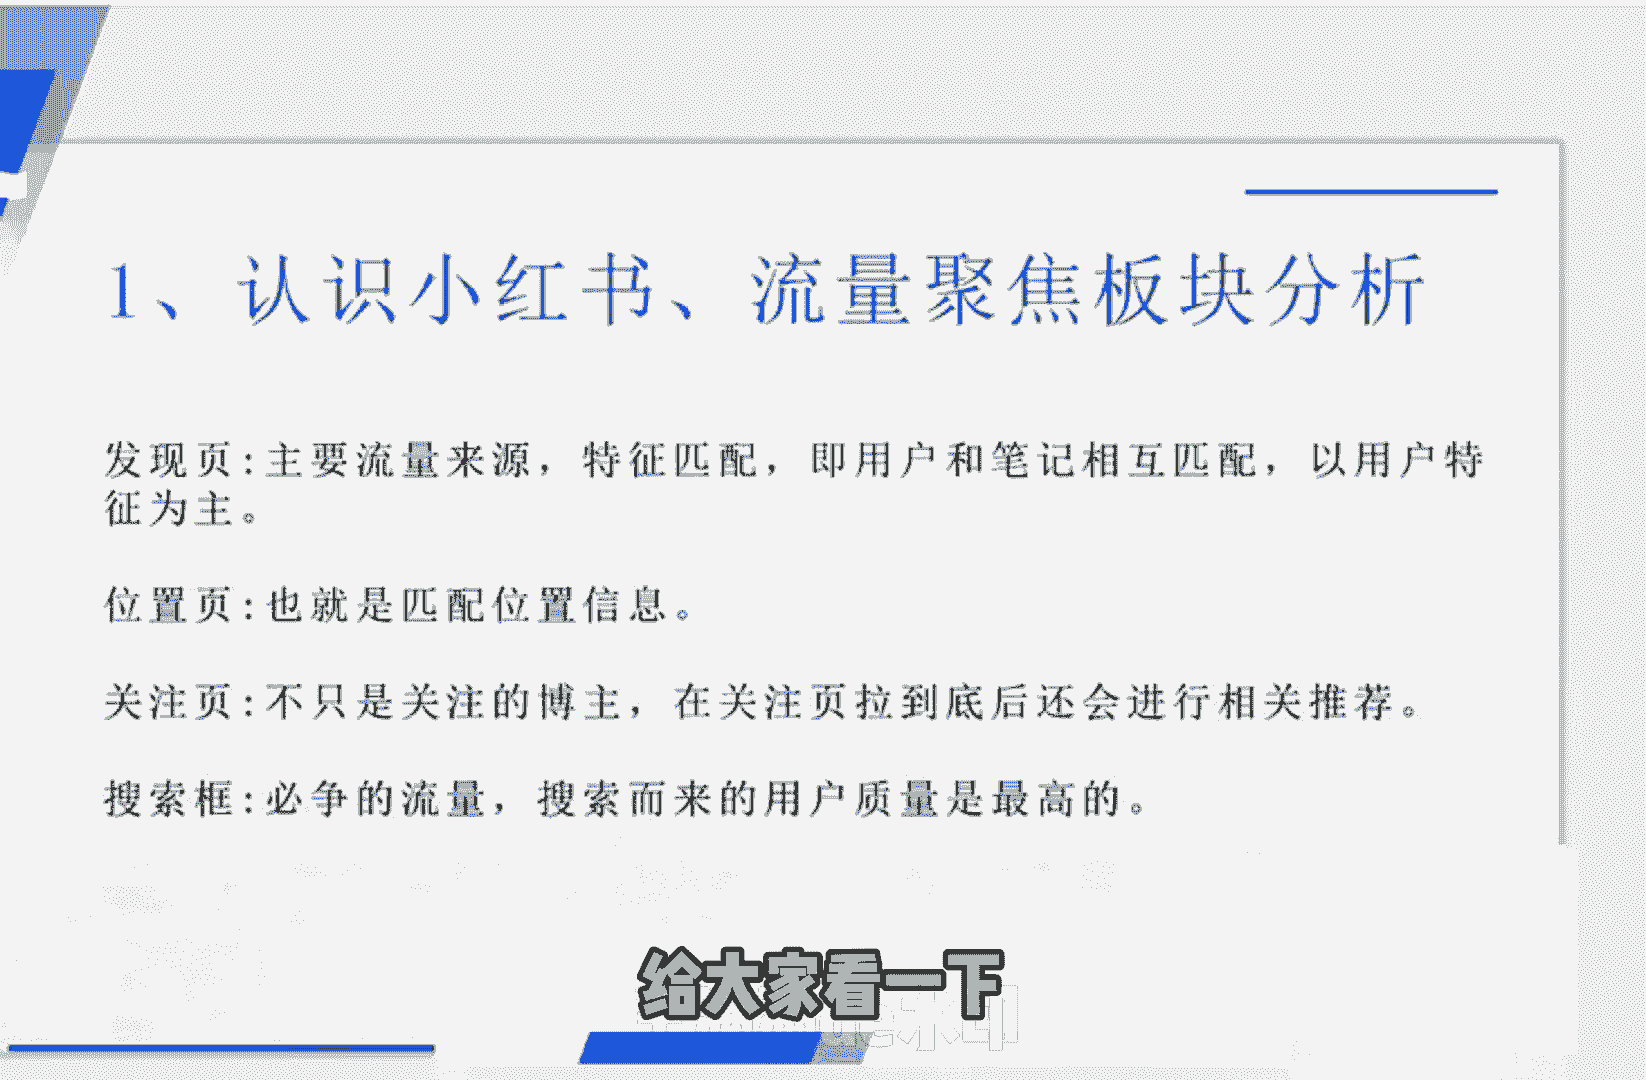 1、认识小红书、流量聚焦板块分析
发现页:主要流量来源，特征匹配，即用户和笔记相互匹配，以用户特
征为主。
位置页:也就是匹配位置信息。
关注页:不只是关注的博主，在关注页拉到底后还会进行相关推荐。
搜索框:必争的流量，搜索而来的用户质量是最高的。
给大家看一下